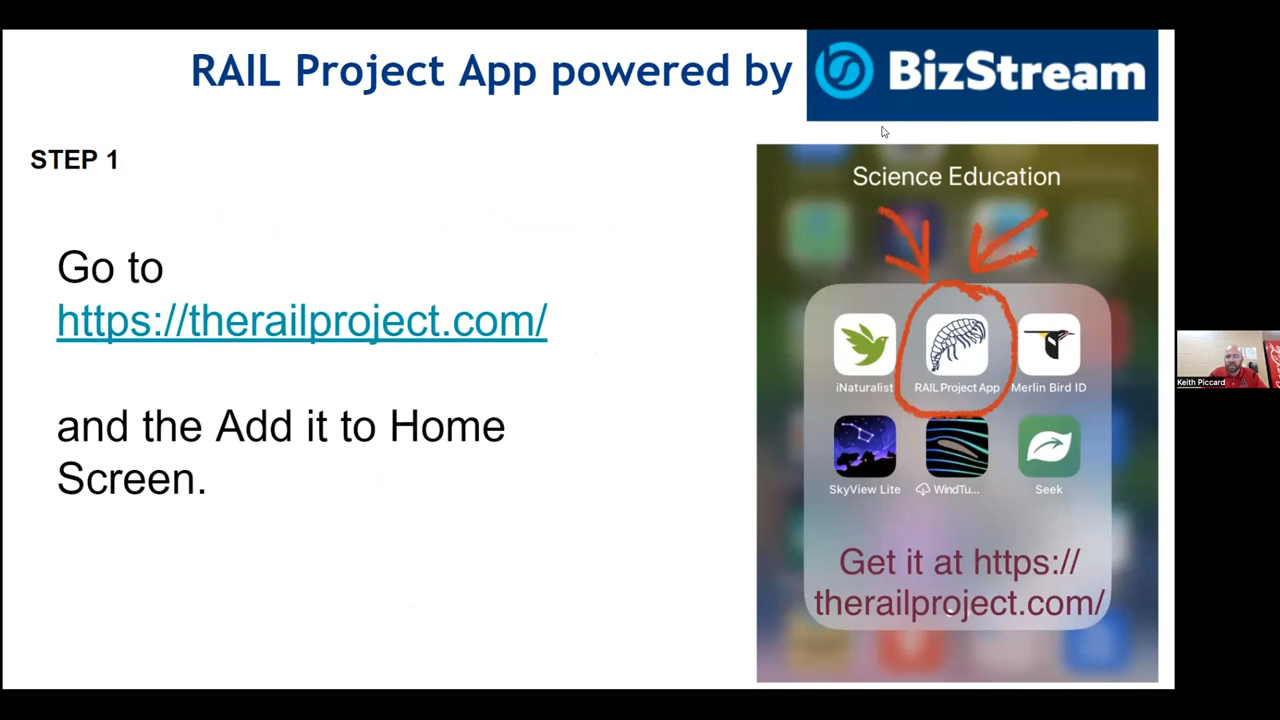 RAIL Project App powered by
BizStream
STEP 1
Go to
https://therailproject.com/
and the Add it to Home
Screen.
Science Education
iNaturalist
RAIL Project App
Merlin Bird ID
SkyView Lite
WindTu...
Seek
Get it at https://
therailproject.com/
Keith Piccard